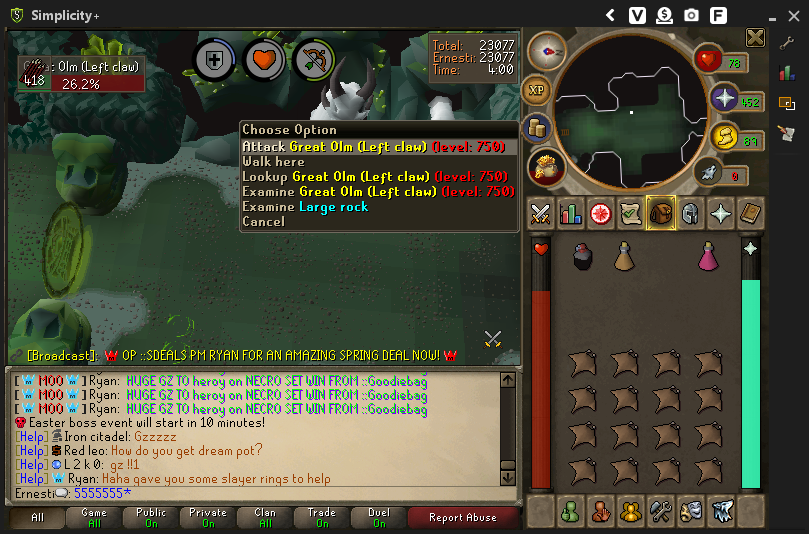 Simplicity+
Great Olm (Left claw)
418
26.2%
Total: 23077
Ernesti: 23077
Time: 4:00
Choose Option
Attack Great Olm (Left claw) (level: 750)
Walk here
Lookup Great Olm (Left claw) (level: 750)
Examine Great Olm (Left claw) (level: 750)
Examine Large rock
Cancel
XP
78
452
89
0
[Broadcast]: OP ::SDEALS PM RYAN FOR AN AMAZING SPRING DEAL NOW!
[ MOO ] Ryan: HUGE GZ TO heroy on NECRO SET WIN FROM ::Goodiebag
[ MOO ] Ryan: HUGE GZ TO heroy on NECRO SET WIN FROM ::Goodiebag
[ MOO ] Ryan: HUGE GZ TO heroy on NECRO SET WIN FROM ::Goodiebag
Easter boss event will start in 10 minutes!
[Help] Iron citadel: Gzzzzz
[Help] Red leo: How do you get dream pot?
[Help] L 2 k 0: gz !!1
[Help] Ryan: Haha gave you some slayer rings to help
Ernesti: 5555555*
All
Game All
Public On
Private On
Clan All
Trade On
Duel On
Report Abuse